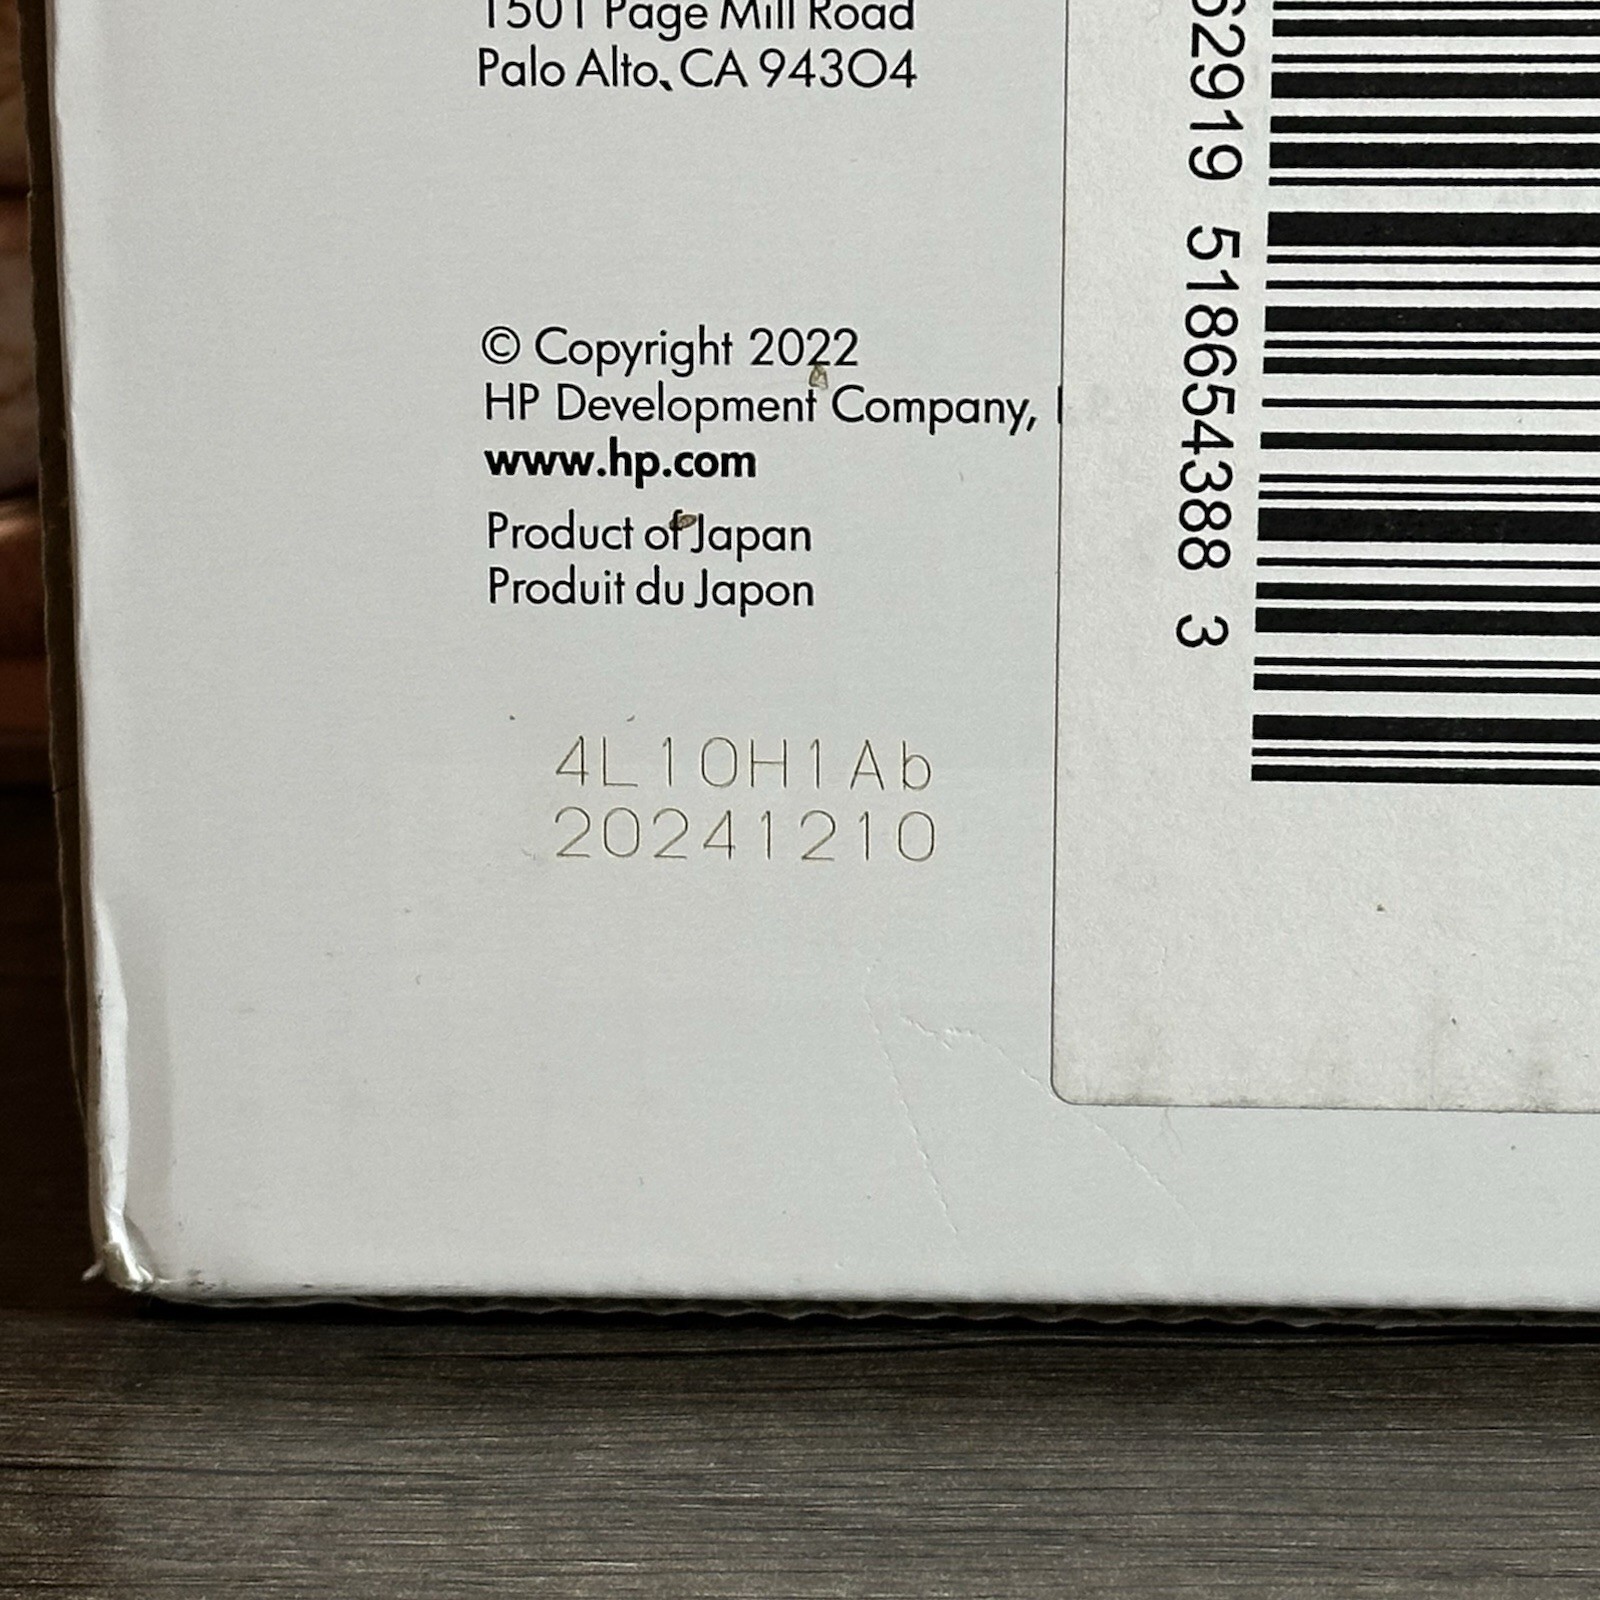 1501 Page Mill Road
Palo Alto, CA 94304
© Copyright 2022
HP Development Company,
www.hp.com
Product of Japan
Produit du Japon
4L10H1Ab
20241210
62919 518654388 3